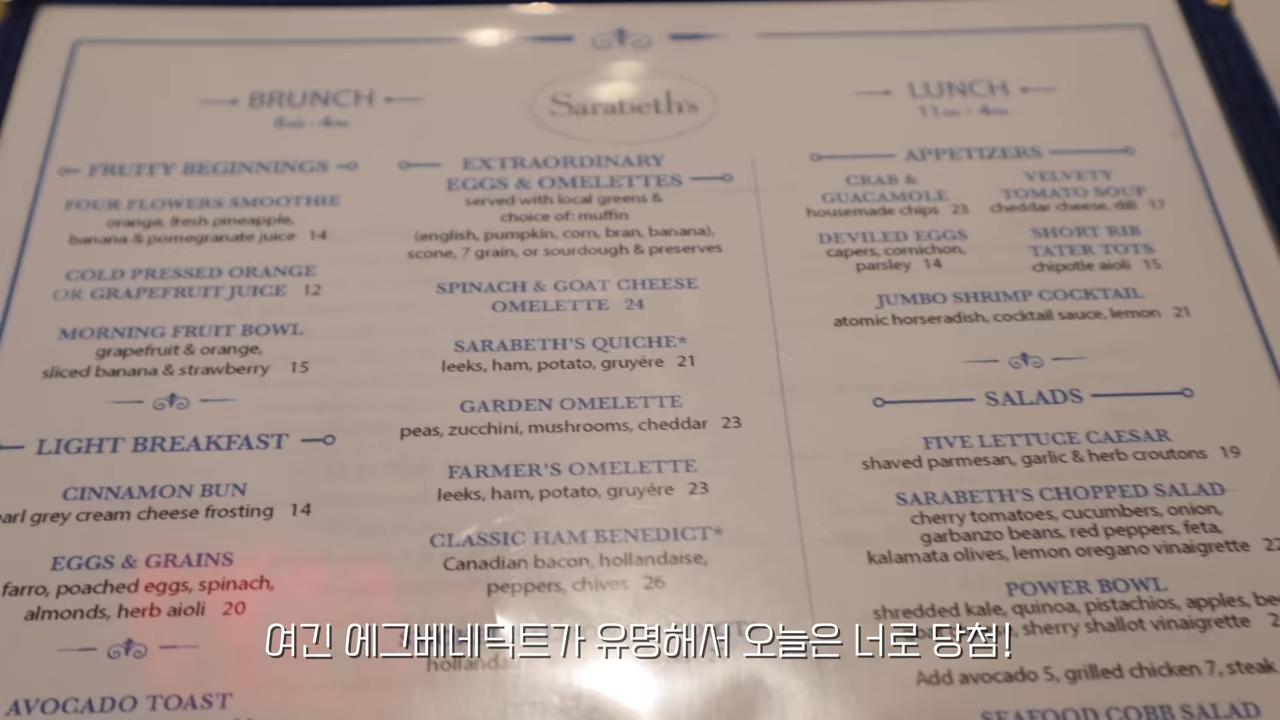 Sarabeth's
BRUNCH
FRUITY BEGINNINGS
FOUR FLOWERS SMOOTHIE
orange, fresh pineapple,
banana & pomegranate juice 14
COLD PRESSED ORANGE
OR GRAPEFRUIT JUICE 12
MORNING FRUIT BOWL
grapefruit & orange,
sliced banana & strawberry 15
LIGHT BREAKFAST
CINNAMON BUN
earl grey cream cheese frosting 14
EGGS & GRAINS
farro, poached eggs, spinach,
almonds, herb aioli 20
AVOCADO TOAST
EXTRAORDINARY
EGGS & OMELETTES
served with local greens &
choice of: muffin
(english, pumpkin, corn, bran, banana),
scone, 7 grain, or sourdough & preserves
SPINACH & GOAT CHEESE
OMELETTE 24
SARABETH'S QUICHE*
leeks, ham, potato, gruyére 21
GARDEN OMELETTE
peas, zucchini, mushrooms, cheddar 23
FARMER'S OMELETTE
leeks, ham, potato, gruyére 23
CLASSIC HAM BENEDICT*
Canadian bacon, hollandaise,
peppers, chives 26
LUNCH
11am - 4pm
APPETIZERS
CRAB &
GUACAMOLE
housemade chips 23
VELVETY
TOMATO SOUP
cheddar cheese, dill 17
DEVILED EGGS
capers, cornichon,
parsley 14
SHORT RIB
TATER TOTS
chipotle aioli 15
JUMBO SHRIMP COCKTAIL
atomic horseradish, cocktail sauce, lemon 21
SALADS
FIVE LETTUCE CAESAR
shaved parmesan, garlic & herb croutons 19
SARABETH'S CHOPPED SALAD
cherry tomatoes, cucumbers, onion,
garbanzo beans, red peppers, feta,
kalamata olives, lemon oregano vinaigrette
POWER BOWL
shredded kale, quinoa, pistachios, apples,
sherry shallot vinaigrette
Add avocado 5, grilled chicken 7, steak
SEAFOOD COBB SALAD
여긴 에그베네딕트가 유명해서 오늘은 너로 당첨!